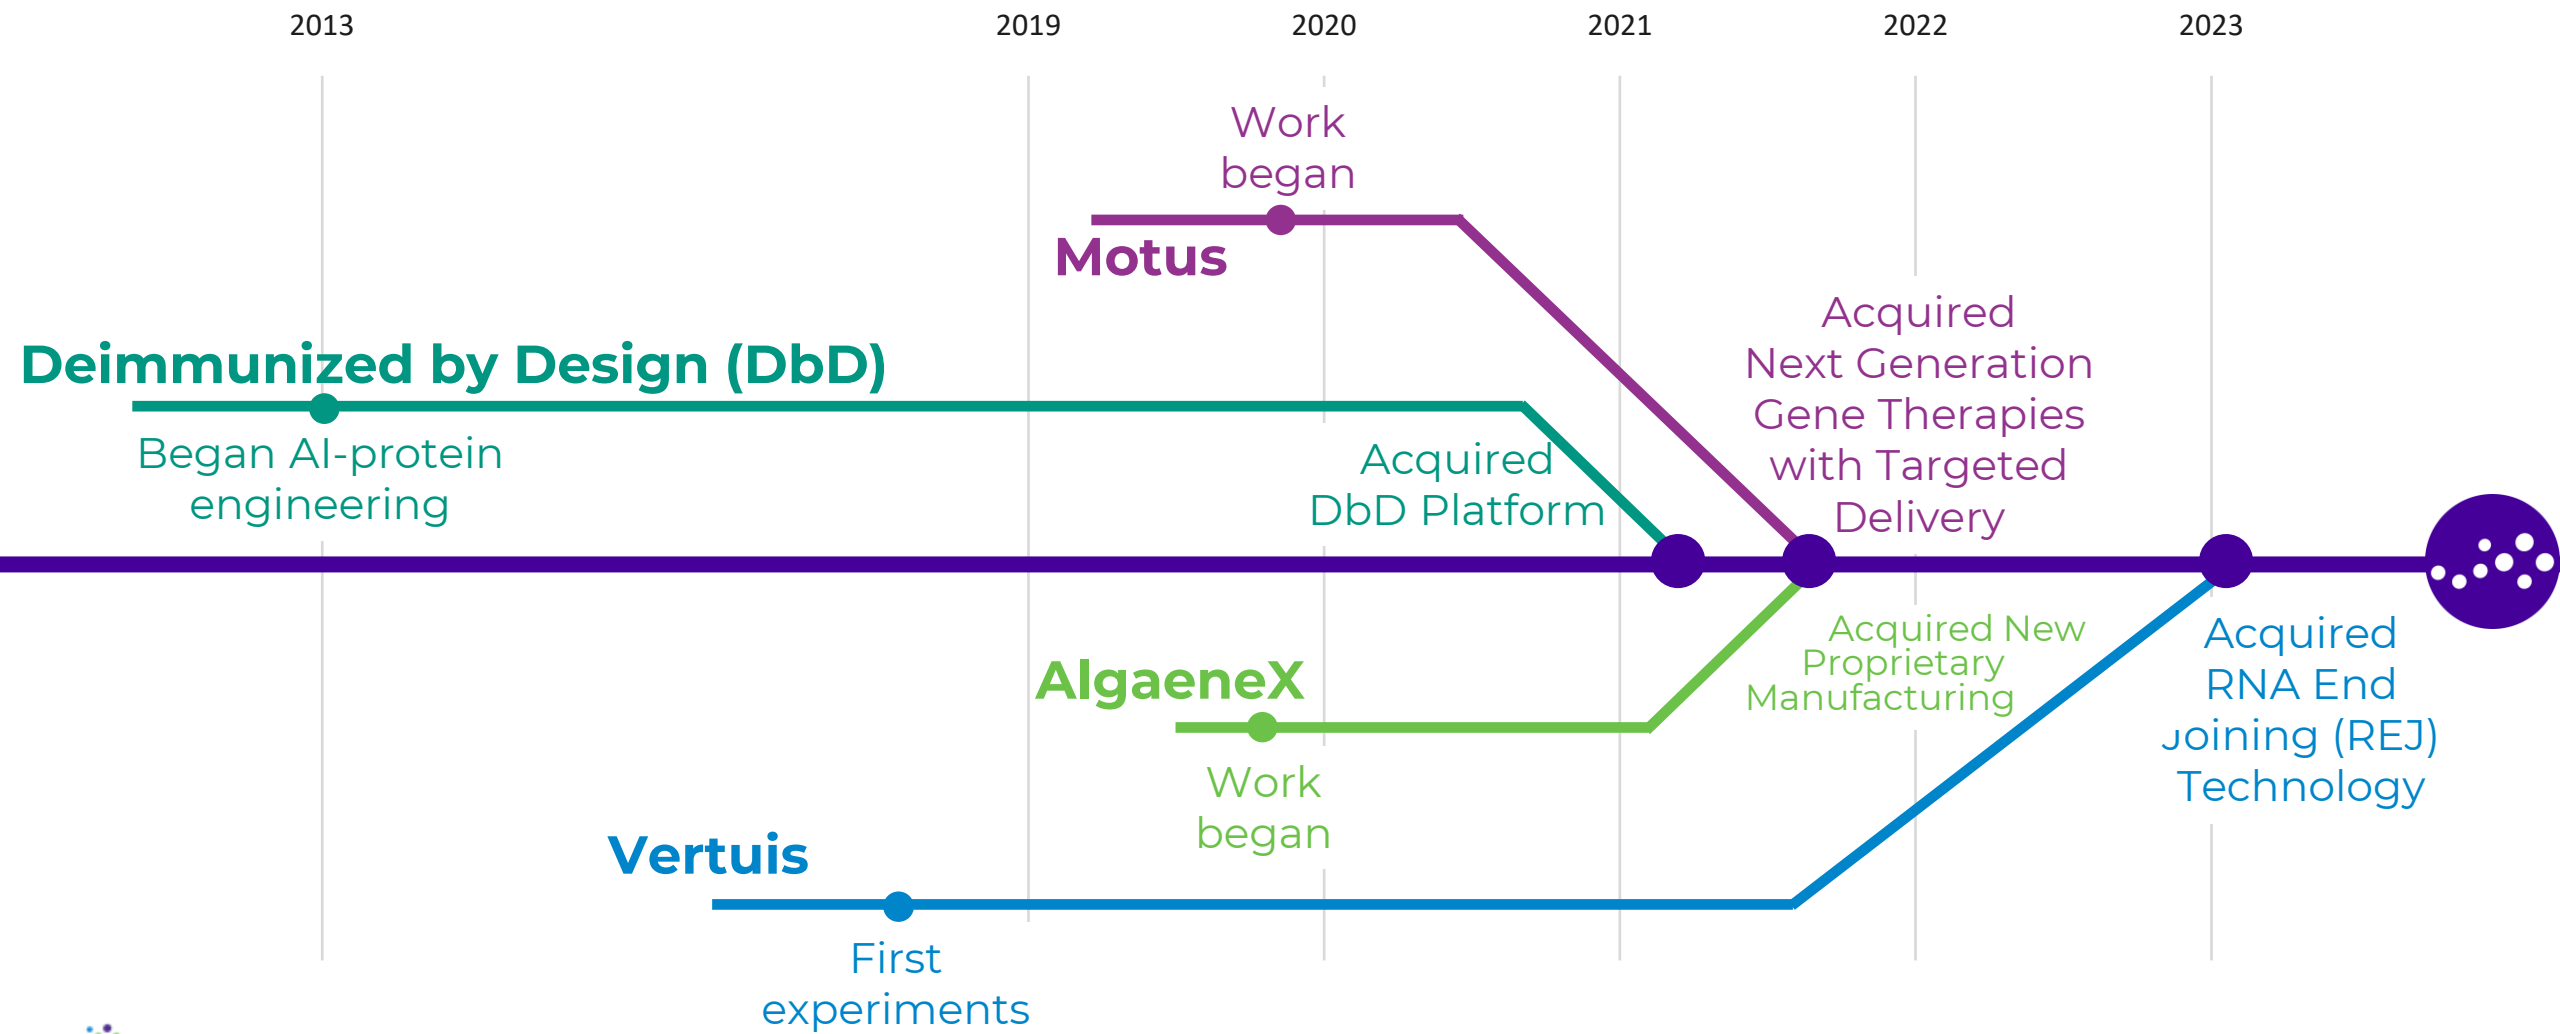 2013
2019
2020
2021
2022
2023
Work
began
Motus
Deimmunized by Design (DbD)
Began AI-protein
engineering
Acquired
DbD Platform
Acquired
Next Generation
Gene Therapies
with Targeted
Delivery
AlgaeneX
Work
began
Acquired New
Proprietary
Manufacturing
Vertuis
First
experiments
Acquired
RNA End
Joining (REJ)
Technology